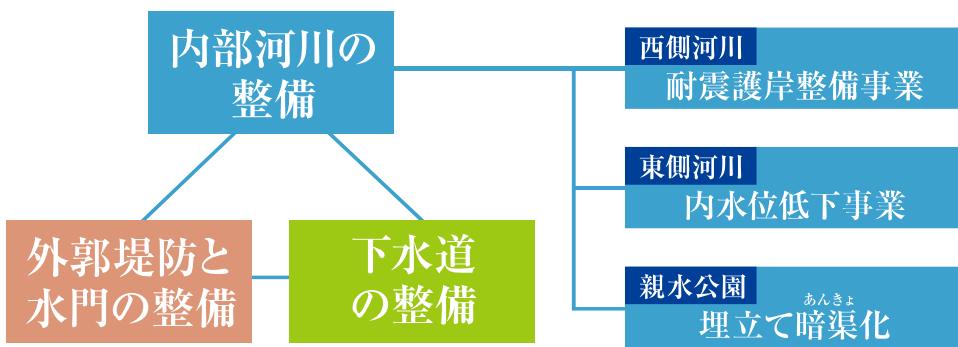 内部河川の
整備
外郭堤防と
水門の整備
下水道
の整備
西側河川
耐震護岸整備事業
東側河川
内水位低下事業
親水公園
あんきょ
埋立て暗渠化